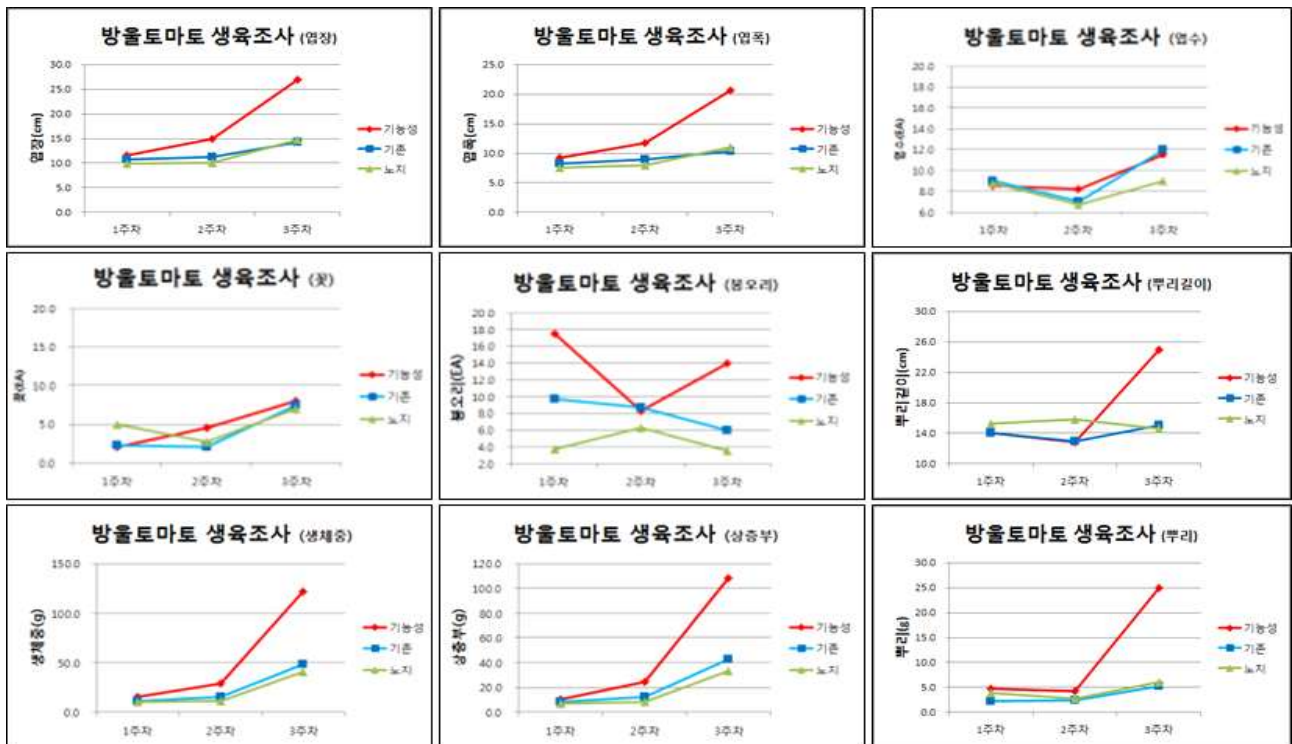 방울토마토 생육조사 (엽장)
30.0
25.0
20.0
15.0
10.0
5.0
0.0
엽장(cm)
1주차 2주차 3주차
기능성
기존
노지
방울토마토 생육조사 (엽폭)
25.0
20.0
15.0
10.0
5.0
0.0
엽폭(cm)
1주차 2주차 3주차
기능성
기존
노지
방울토마토 생육조사 (엽수)
20.0
18.0
16.0
14.0
12.0
10.0
8.0
6.0
엽수(EA)
1주차 2주차 3주차
기능성
기존
노지
방울토마토 생육조사 (꽃)
20.0
15.0
10.0
5.0
0.0
꽃(EA)
1주차 2주차 3주차
기능성
기존
노지
방울토마토 생육조사 (봉오리)
20.0
18.0
16.0
14.0
12.0
10.0
8.0
6.0
4.0
2.0
봉오리(EA)
1주차 2주차 3주차
기능성
기존
노지
방울토마토 생육조사 (뿌리길이)
30.0
26.0
22.0
18.0
14.0
10.0
뿌리길이(cm)
1주차 2주차 3주차
기능성
기존
노지
방울토마토 생육조사 (생체중)
150.0
100.0
50.0
0.0
생체중(g)
1주차 2주차 3주차
기능성
기존
노지
방울토마토 생육조사 (상층부)
120.0
100.0
80.0
60.0
40.0
20.0
0.0
상층부(g)
1주차 2주차 3주차
기능성
기존
노지
방울토마토 생육조사 (뿌리)
30.0
25.0
20.0
15.0
10.0
5.0
0.0
뿌리(g)
1주차 2주차 3주차
기능성
기존
노지